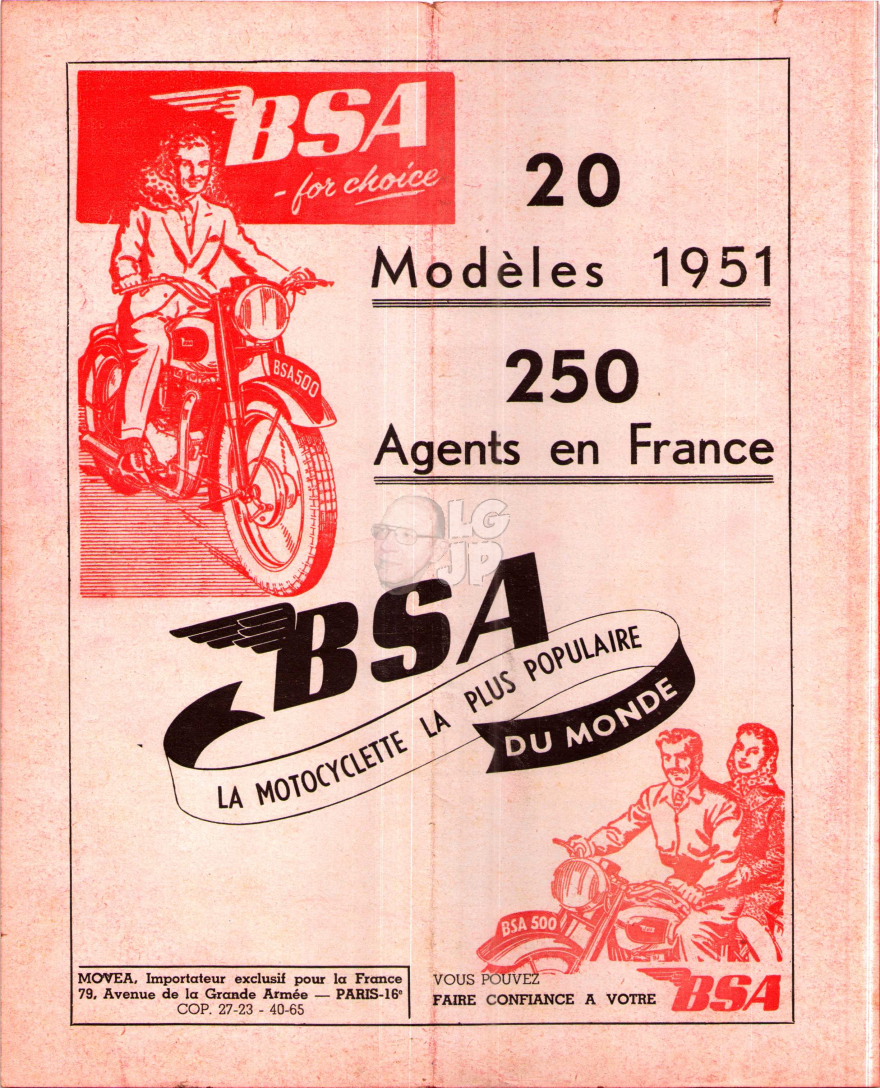 BSA
- for choice
20
Modèles 1951
250
Agents en France
BSA500
LG
JP
BSA
LA MOTOCYCLETTE LA PLUS POPULAIRE
DU MONDE
BSA 500
MOVEA, Importateur exclusif pour la France
79, Avenue de la Grande Armée — PARIS-16e
COP. 27-23 - 40-65
VOUS POUVEZ
FAIRE CONFIANCE A VOTRE BSA